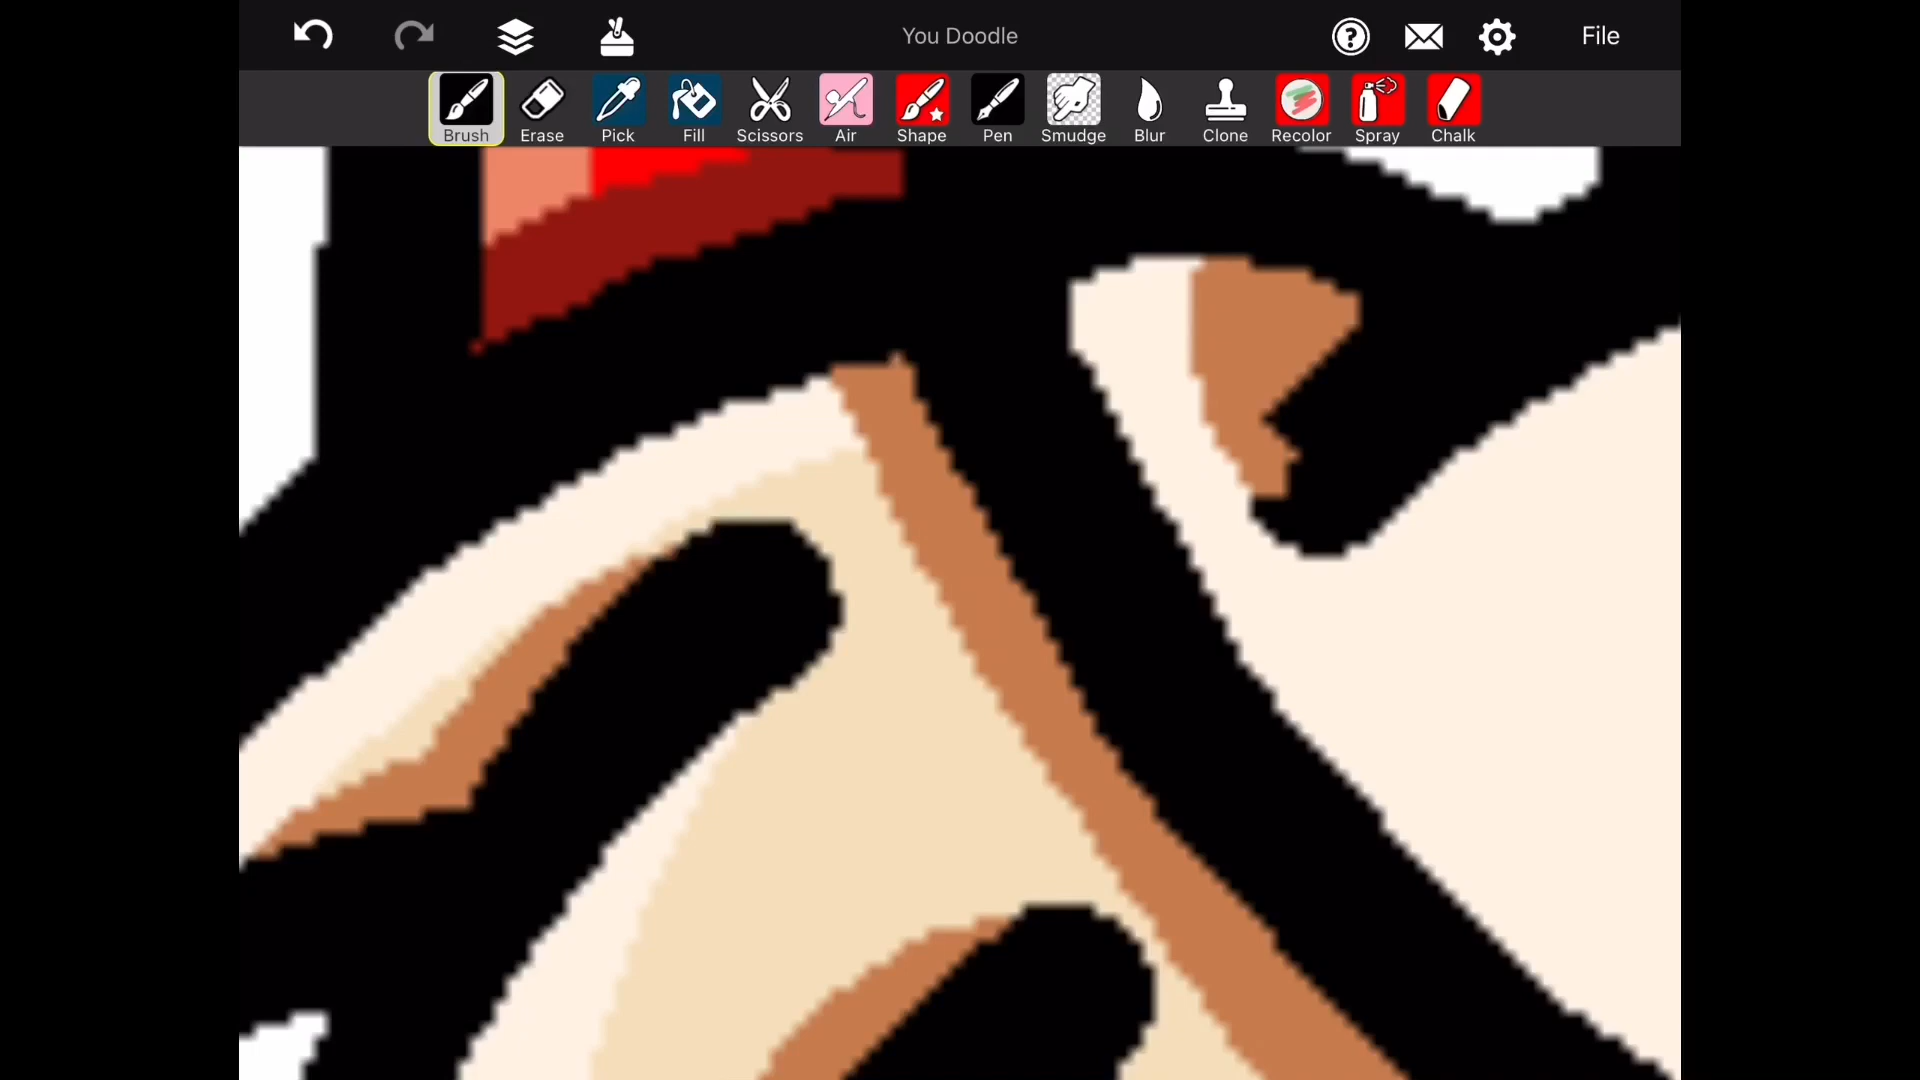 You Doodle
File
Brush Erase Pick Fill Scissors Air Shape Pen Smudge Blur Clone Recolor Spray Chalk